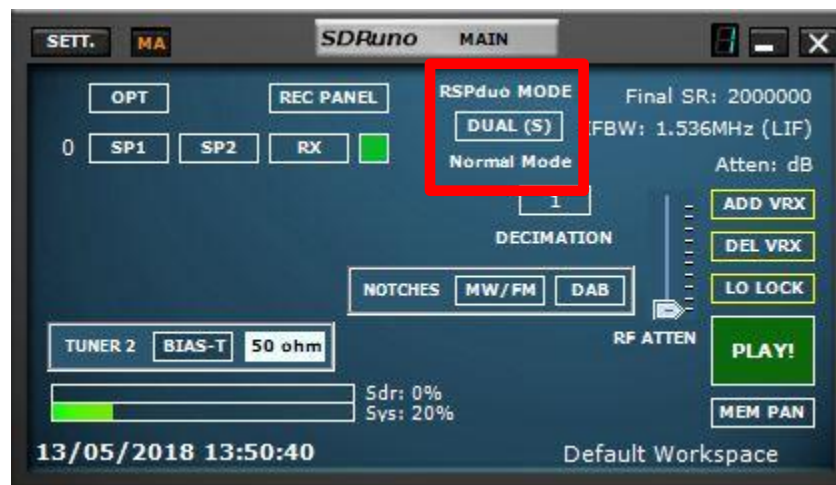 SETT. MA SDRuno MAIN 1
OPT REC PANEL RSPduo MODE Final SR: 2000000
DUAL (S) FBW: 1.536MHz (LIF)
0 SP1 SP2 RX Normal Mode Atten: dB
1 ADD VRX
DECIMATION DEL VRX
NOTCHES MW/FM DAB LO LOCK
TUNER 2 BIAS-T 50 ohm RF ATTEN PLAY!
Sdr: 0%
Sys: 20% MEM PAN
13/05/2018 13:50:40 Default Workspace